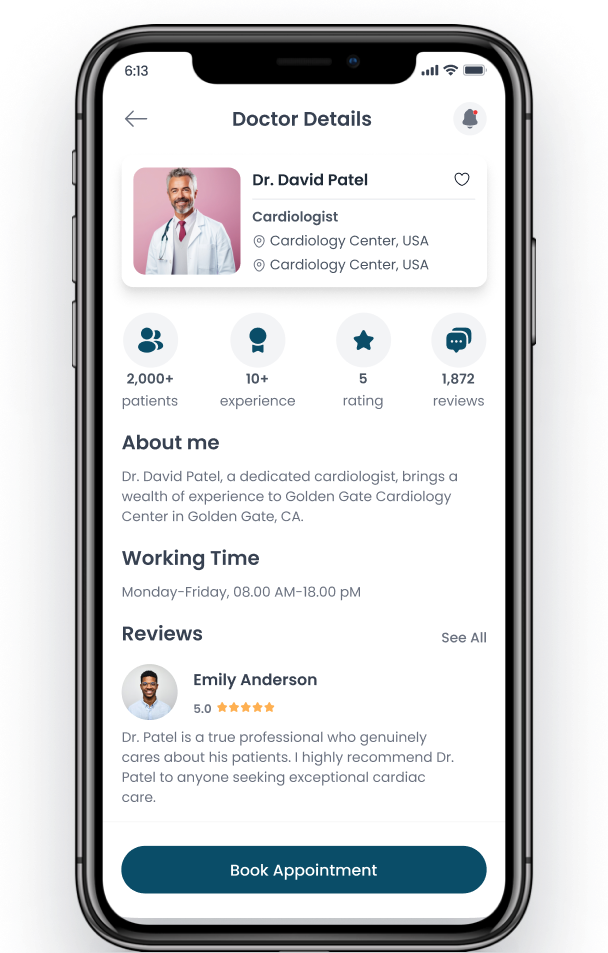 6:13
Doctor Details
Dr. David Patel
Cardiologist
Cardiology Center, USA
Cardiology Center, USA
2,000+ 10+ 5 1,872
patients experience rating reviews
About me
Dr. David Patel, a dedicated cardiologist, brings a
wealth of experience to Golden Gate Cardiology
Center in Golden Gate, CA.
Working Time
Monday-Friday, 08.00 AM-18.00 pM
Reviews See All
Emily Anderson
5.0
Dr. Patel is a true professional who genuinely
cares about his patients. I highly recommend Dr.
Patel to anyone seeking exceptional cardiac
care.
Book Appointment